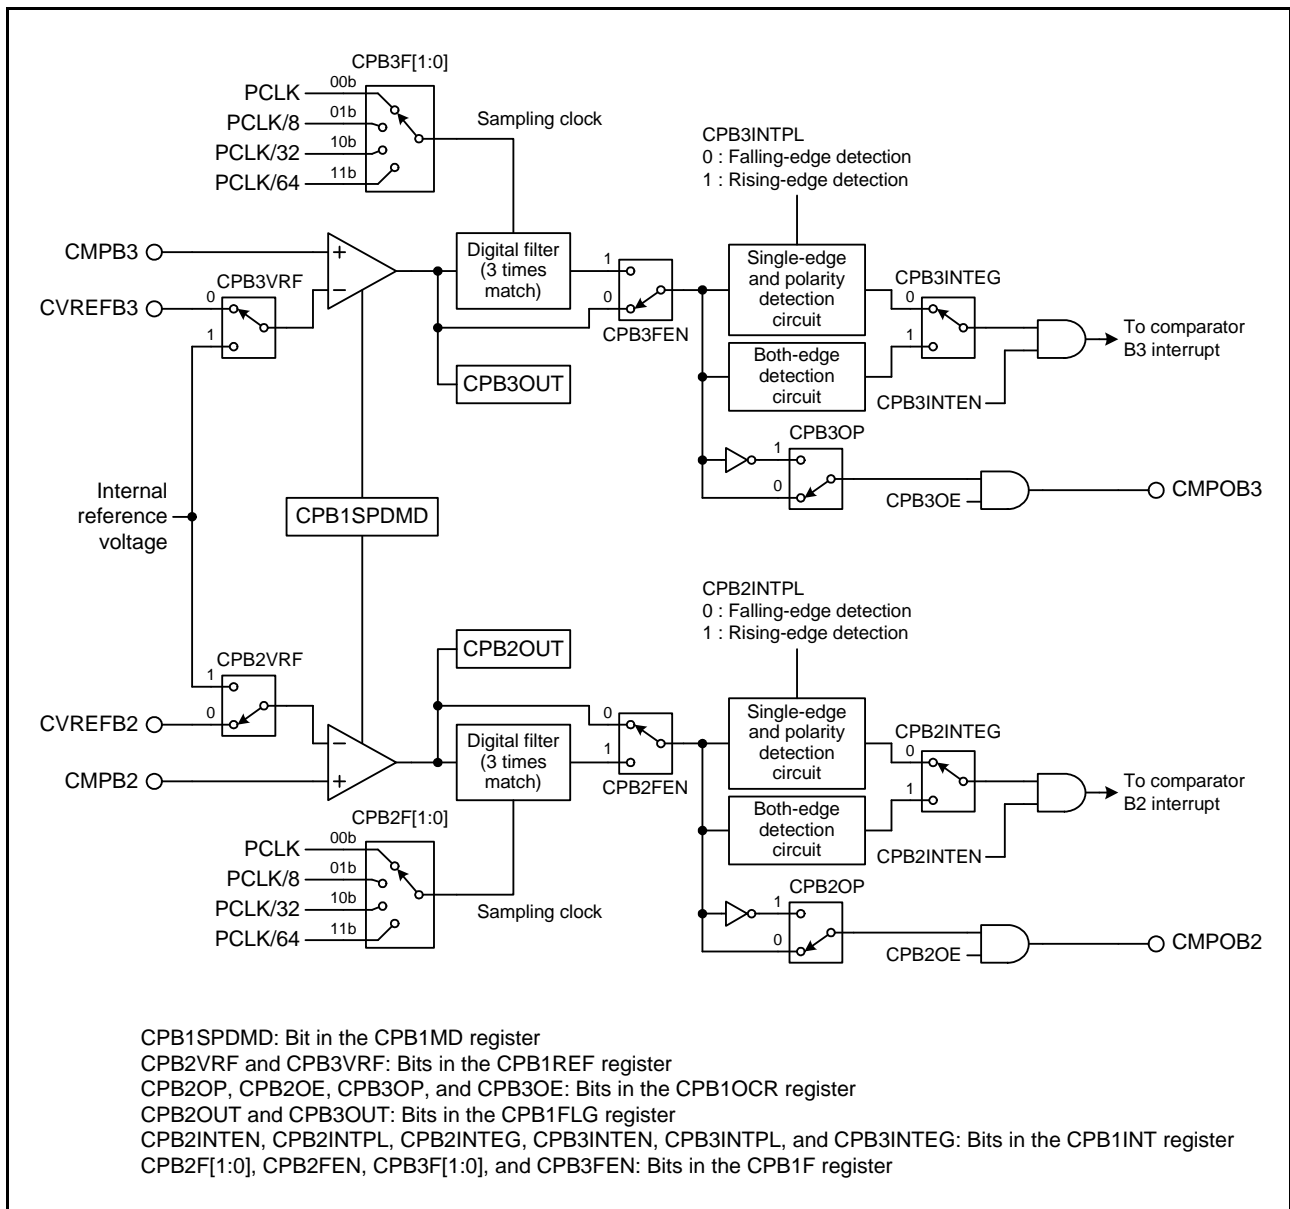 CPB3F[1:0]
00b
PCLK
01b
PCLK/8
10b
PCLK/32
11b
PCLK/64
Sampling clock
CPB3INTPL
0 : Falling-edge detection
1 : Rising-edge detection
CMPB3
+
−
CPB3VRF
CVREFB3
0
1
Digital filter
(3 times
match)
1
0
CPB3FEN
CPB3OUT
Single-edge
and polarity
detection
circuit
Both-edge
detection
circuit
CPB3INTEG
0
1
CPB3INTEN
To comparator
B3 interrupt
CPB3OP
1
0
CPB3OE
CMPOB3
Internal
reference
voltage
CPB1SPDMD
CPB2INTPL
0 : Falling-edge detection
1 : Rising-edge detection
CPB2OUT
CPB2VRF
1
0
CVREFB2
CMPB2
−
+
Digital filter
(3 times
match)
0
1
CPB2FEN
Single-edge
and polarity
detection
circuit
Both-edge
detection
circuit
CPB2INTEG
0
1
CPB2INTEN
To comparator
B2 interrupt
CPB2F[1:0]
00b
PCLK
01b
PCLK/8
10b
PCLK/32
11b
PCLK/64
Sampling clock
CPB2OP
1
0
CPB2OE
CMPOB2
CPB1SPDMD: Bit in the CPB1MD register
CPB2VRF and CPB3VRF: Bits in the CPB1REF register
CPB2OP, CPB2OE, CPB3OP, and CPB3OE: Bits in the CPB1OCR register
CPB2OUT and CPB3OUT: Bits in the CPB1FLG register
CPB2INTEN, CPB2INTPL, CPB2INTEG, CPB3INTEN, CPB3INTPL, and CPB3INTEG: Bits in the CPB1INT register
CPB2F[1:0], CPB2FEN, CPB3F[1:0], and CPB3FEN: Bits in the CPB1F register